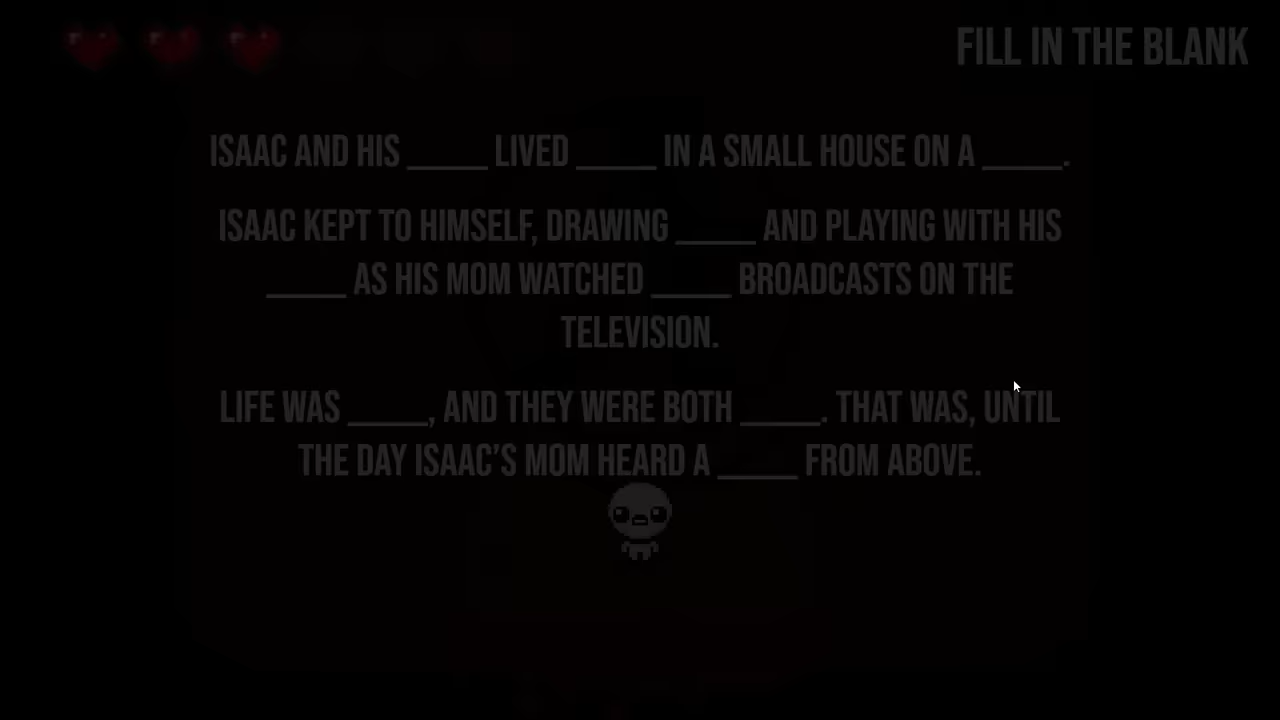 FILL IN THE BLANK
ISAAC AND HIS _____ LIVED _____ IN A SMALL HOUSE ON A _____.
ISAAC KEPT TO HIMSELF, DRAWING _____ AND PLAYING WITH HIS
_____ AS HIS MOM WATCHED _____ BROADCASTS ON THE
TELEVISION.
LIFE WAS _____, AND THEY WERE BOTH _____. THAT WAS, UNTIL
THE DAY ISAAC’S MOM HEARD A _____ FROM ABOVE.